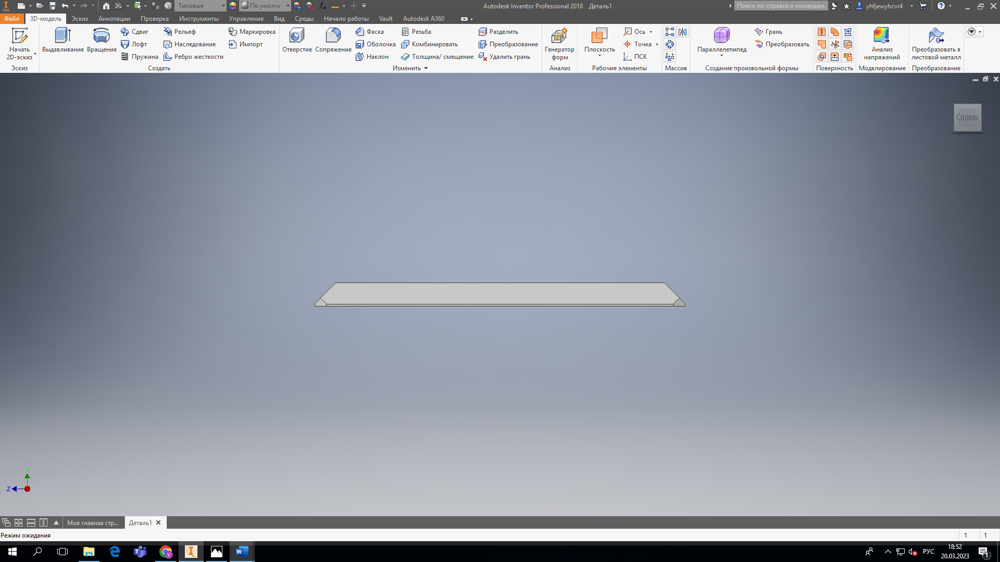 Типовые
По умолча
Autodesk Inventor Professional 2018 Деталь1
Поиск по справке и командам.
yhfjewyhcvr4
Файл 3D-модель Эскиз Аннотации Проверка Инструменты Управление Вид Среды Начало работы Vault Autodesk A360
Начать
2D-эскиз
Эскиз
Выдавливание
Вращение
Сдвиг
Лофт
Пружина
Рельеф
Наследование
Ребро жесткости
Маркировка
Импорт
Создать
Отверстие
Сопряжение
Фаска
Оболочка
Наклон
Резьба
Комбинировать
Толщина/ смещение
Разделить
Преобразование
Удалить грань
Изменить
Генератор
форм
Анализ
Плоскость
Ось
Точка
ПСК
Рабочие элементы
Массив
Параллелепипед
Грань
Преобразовать
Создание произвольной формы
Поверхность
Анализ
напряжений
Моделирование
Преобразовать в
листовой металл
Преобразование
Справа
Y
Z
Моя главная стр...
Деталь1
Режим ожидания
1 1
РУС
18:52
20.03.2023
1